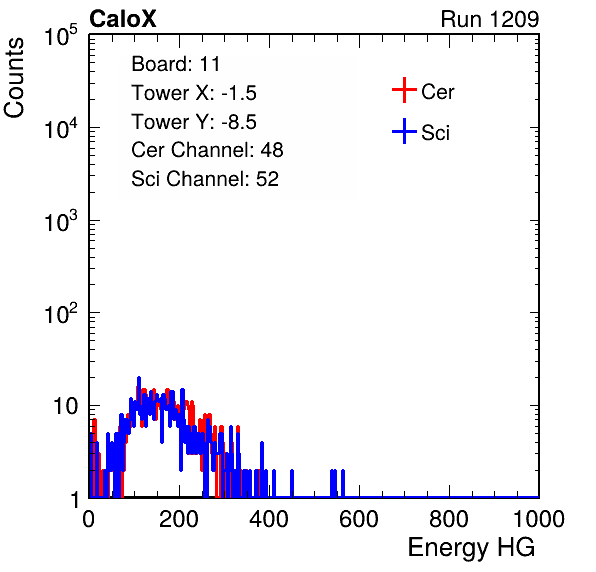 CaloX Run 1209
Counts
10^5
10^4
10^3
10^2
10
1
Board: 11
Tower X: -1.5
Tower Y: -8.5
Cer Channel: 48
Sci Channel: 52
Cer
Sci
0 200 400 600 800 1000
Energy HG